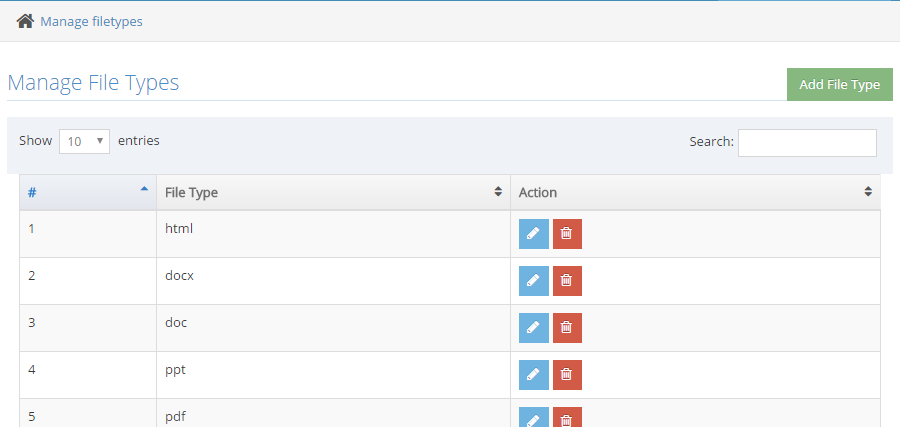 Manage filetypes
Manage File Types
Add File Type
Show 10 entries
Search:
# File Type Action
1 html
2 docx
3 doc
4 ppt
5 pdf